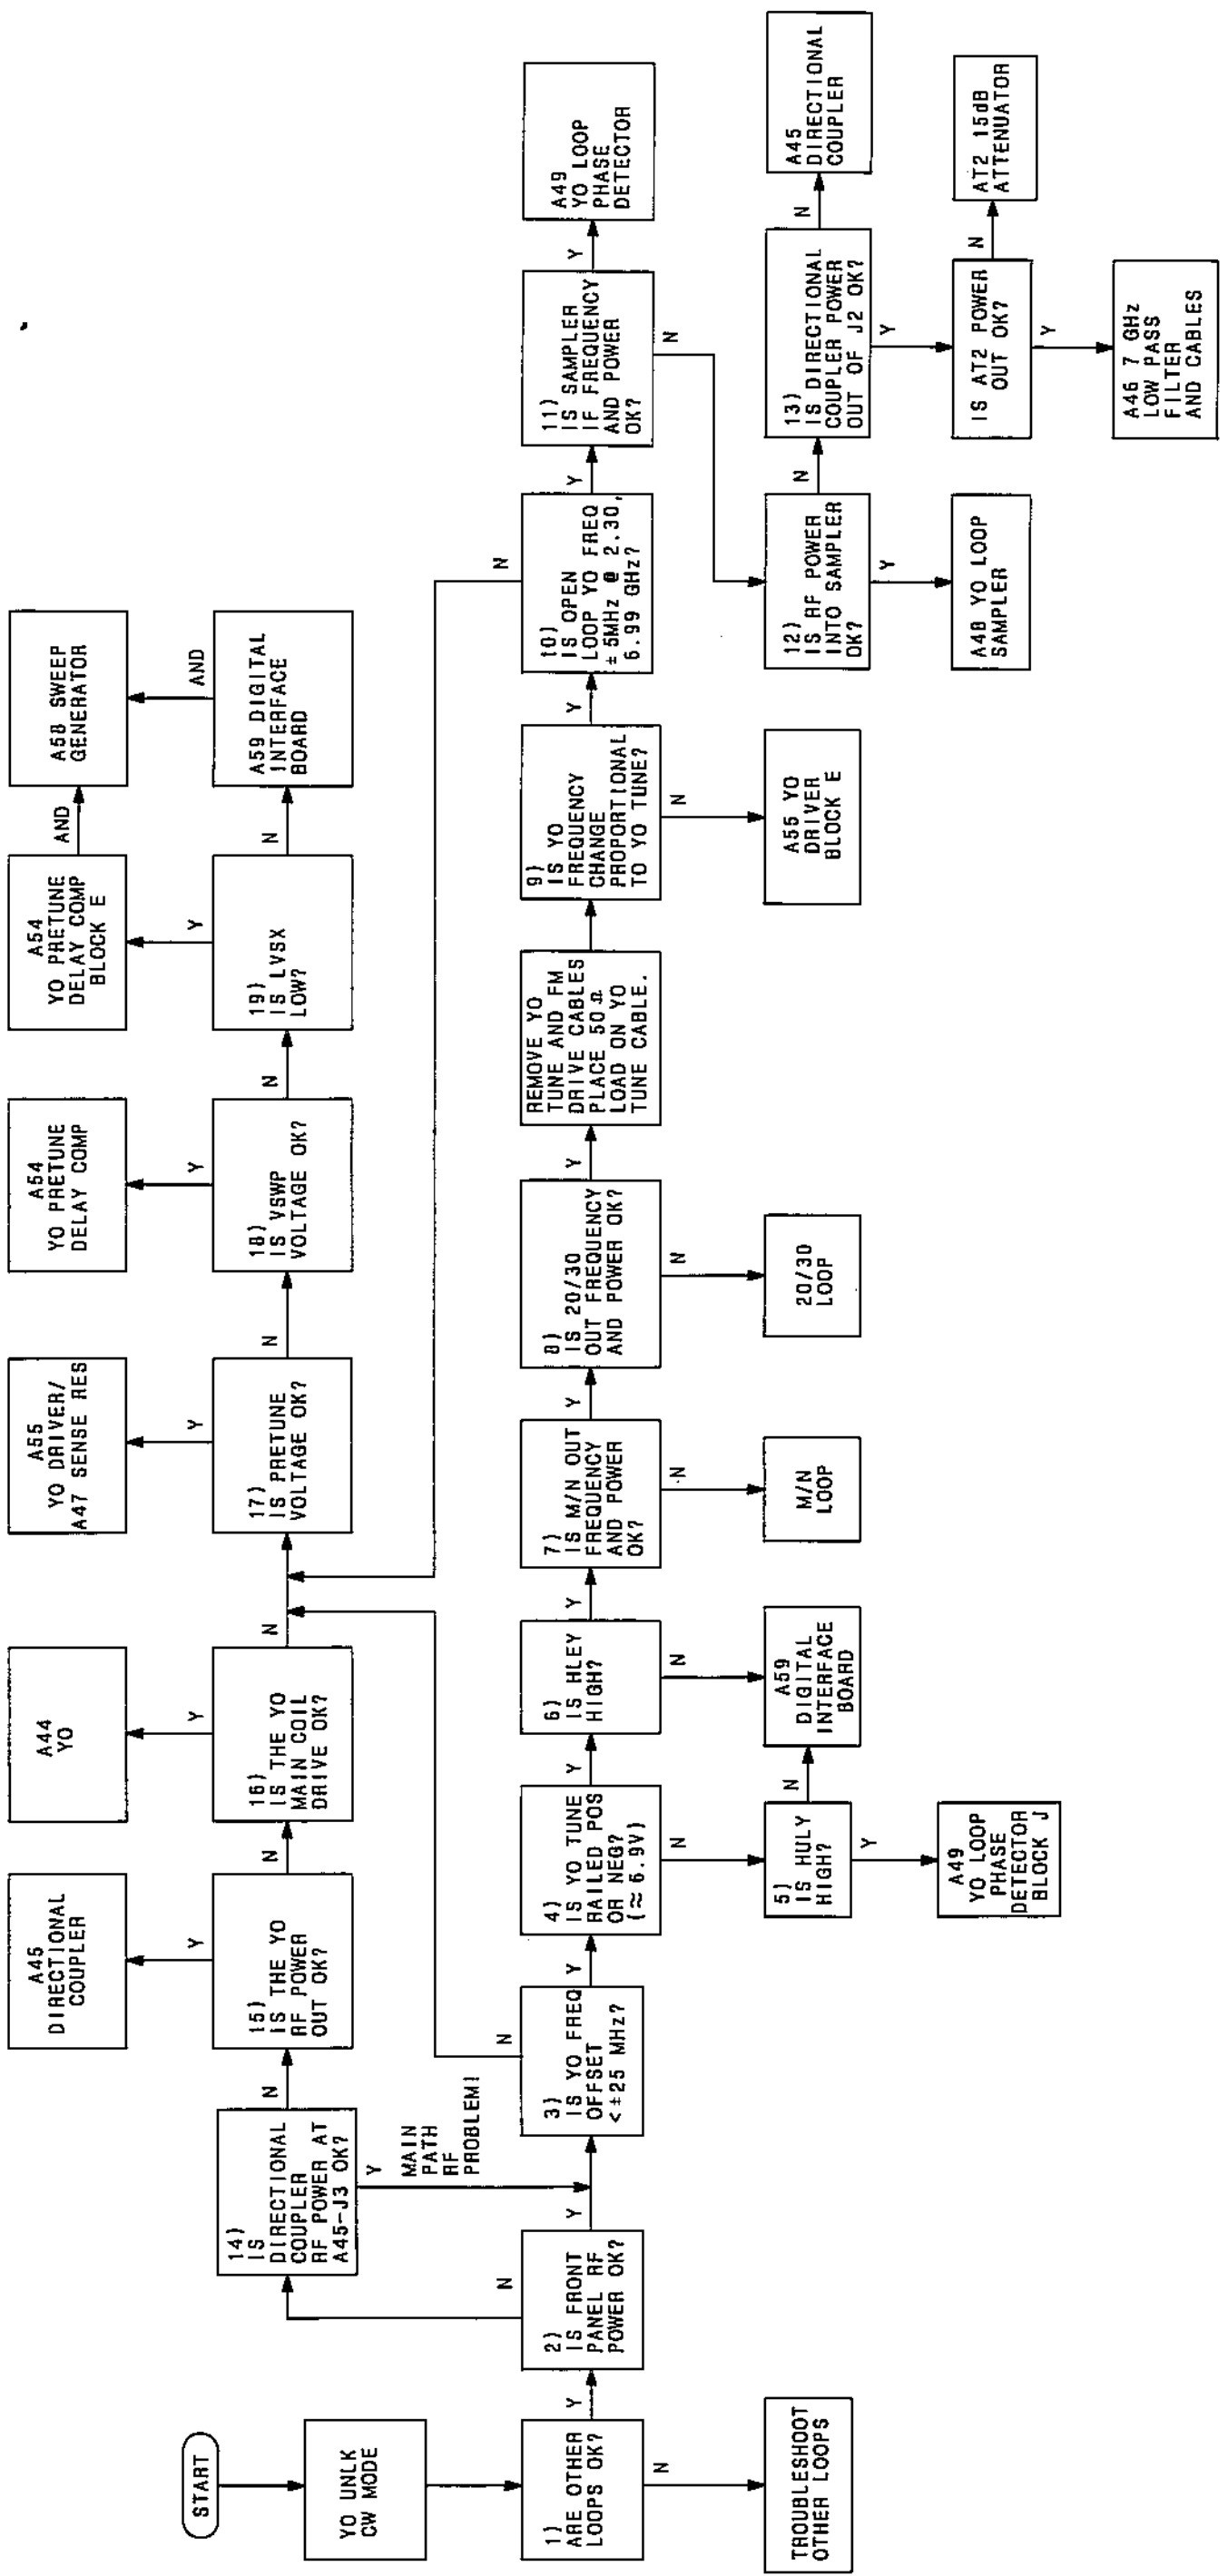 START
YO UNLK
CW MODE
1)
ARE OTHER
LOOPS OK?
N
TROUBLESHOOT
OTHER LOOPS
Y
2)
IS FRONT
PANEL RF
POWER OK?
N
Y
14)
IS
DIRECTIONAL
COUPLER
RF POWER AT
A45-J3 OK?
Y
MAIN
PATH
RF
PROBLEM!
N
15)
IS THE YO
RF POWER
OUT OK?
Y
A45
DIRECTIONAL
COUPLER
N
16)
IS THE YO
MAIN COIL
DRIVE OK?
Y
A44
YO
N
17)
IS PRETUNE
VOLTAGE OK?
Y
A55
YO DRIVER/
A47 SENSE RES
N
18)
IS VSWP
VOLTAGE OK?
Y
A54
YO PRETUNE
DELAY COMP
N
19)
IS LVSX
LOW?
Y
A54
YO PRETUNE
DELAY COMP
BLOCK E
AND
A58 SWEEP
GENERATOR
N
A59 DIGITAL
INTERFACE
BOARD
AND
3)
IS YO FREQ
OFFSET
<±25 MHz?
N
Y
4)
IS YO TUNE
RAILED POS
OR NEG?
(≈ 6.9V)
N
5)
IS HULY
HIGH?
Y
A49
YO LOOP
PHASE
DETECTOR
BLOCK J
N
A59
DIGITAL
INTERFACE
BOARD
Y
6)
IS HLEY
HIGH?
N
Y
7)
IS M/N OUT
FREQUENCY
AND POWER
OK?
N
M/N
LOOP
Y
8)
IS 20/30
OUT FREQUENCY
AND POWER OK?
N
20/30
LOOP
Y
REMOVE YO
TUNE AND FM
DRIVE CABLES
PLACE 50Ω
LOAD ON YO
TUNE CABLE.
9)
IS YO
FREQUENCY
CHANGE
PROPORTIONAL
TO YO TUNE?
N
A55 YO
DRIVER
BLOCK E
Y
10)
IS OPEN
LOOP YO FREQ
± 5MHz @ 2.30,
6.99 GHz?
N
Y
11)
IS SAMPLER
IF FREQUENCY
AND POWER
OK?
Y
A49
YO LOOP
PHASE
DETECTOR
N
12)
IS RF POWER
INTO SAMPLER
OK?
Y
A48 YO LOOP
SAMPLER
N
13)
IS DIRECTIONAL
COUPLER POWER
OUT OF J2 OK?
N
A45
DIRECTIONAL
COUPLER
Y
IS AT2 POWER
OUT OK?
N
AT2 15dB
ATTENUATOR
Y
A46 7 GHz
LOW PASS
FILTER
AND CABLES